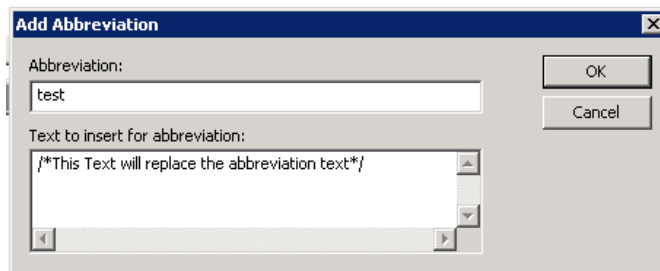 Add Abbreviation
Abbreviation:
OK
test
Cancel
Text to insert for abbreviation:
/*This Text will replace the abbreviation text*/